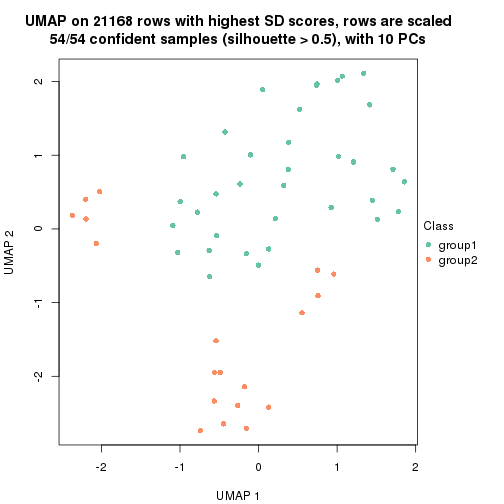 UMAP on 21168 rows with highest SD scores, rows are scaled
54/54 confident samples (silhouette > 0.5), with 10 PCs
2
1
0
-1
-2
UMAP 2
-2
-1
0
1
2
UMAP 1
Class
group1
group2